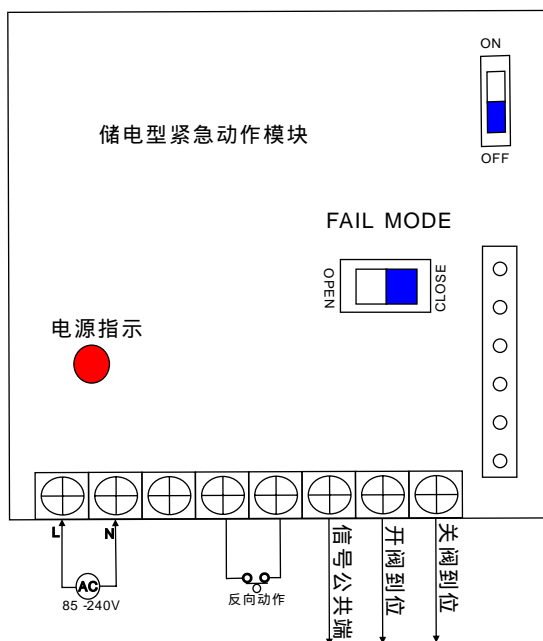 ON
储电型紧急动作模块
OFF
FAIL MODE
OPEN
CLOSE
电源指示
L
N
AC
85 -240V
反向动作
信号公共端
开阀到位
关阀到位